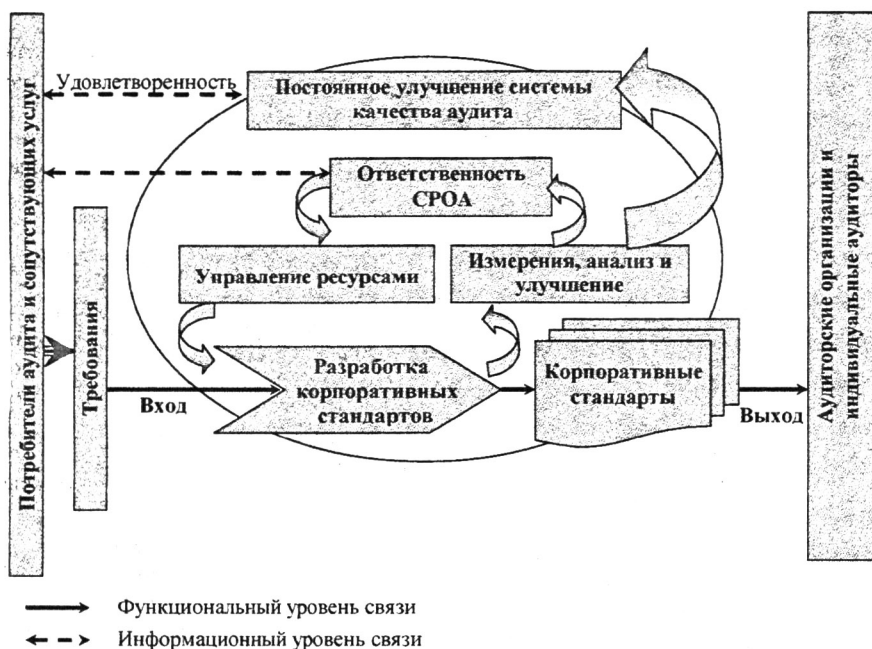 Потребители аудита и сопутствующих услуг
Удовлетворенность
Постоянное улучшение системы
качества аудита
Ответственность
СРОА
Управление ресурсами
Измерения, анализ и
улучшение
Требования
Вход
Разработка
корпоративных
стандартов
Корпоративные
стандарты
Выход
Аудиторские организации и
индивидуальные аудиторы
Функциональный уровень связи
Информационный уровень связи